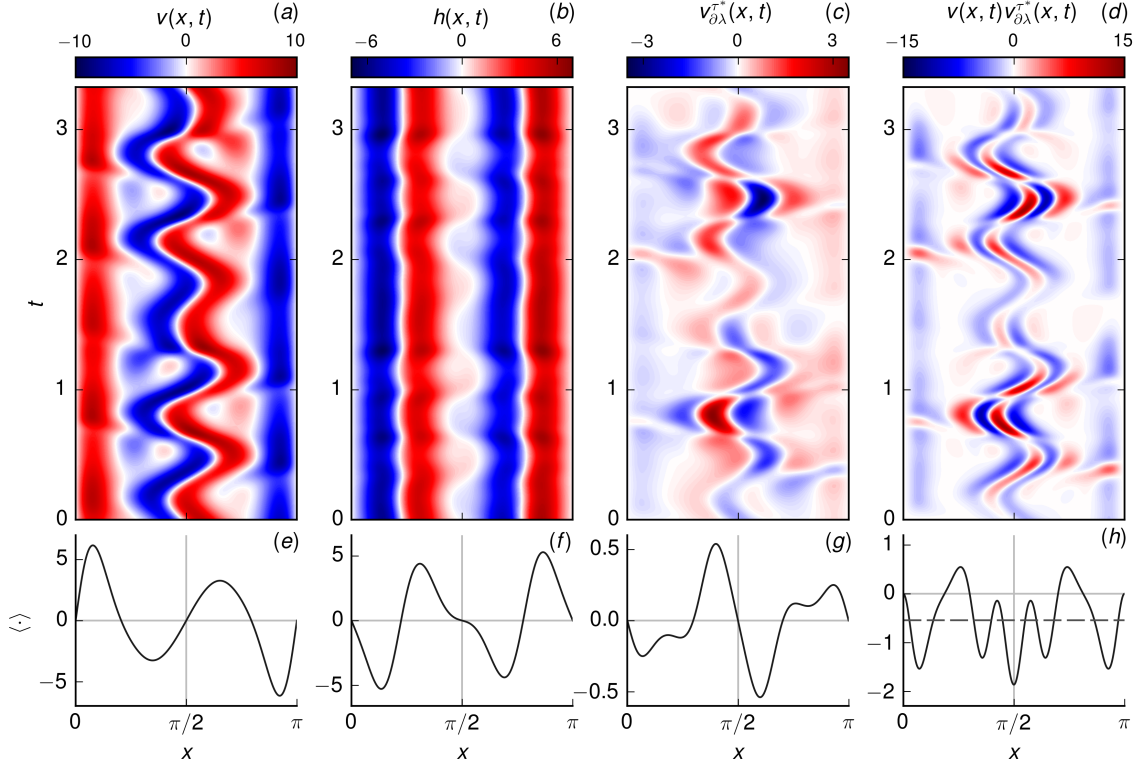 v(x, t) (a) h(x, t) (b) v^{τ*}_{∂λ}(x, t) (c) v(x, t)v^{τ*}_{∂λ}(x, t) (d)
−10 0 10 −6 0 6 −3 0 3 −15 0 15
3 3 3 3
2 2 2 2
t
1 1 1 1
0 0 0 0
(e) (f) (g) (h)
5 5 0.5 1
0 0 0.0 0
⟨·⟩
−1
−5 −5 −0.5 −2
0 π/2 π 0 π/2 π 0 π/2 π 0 π/2 π
x x x x